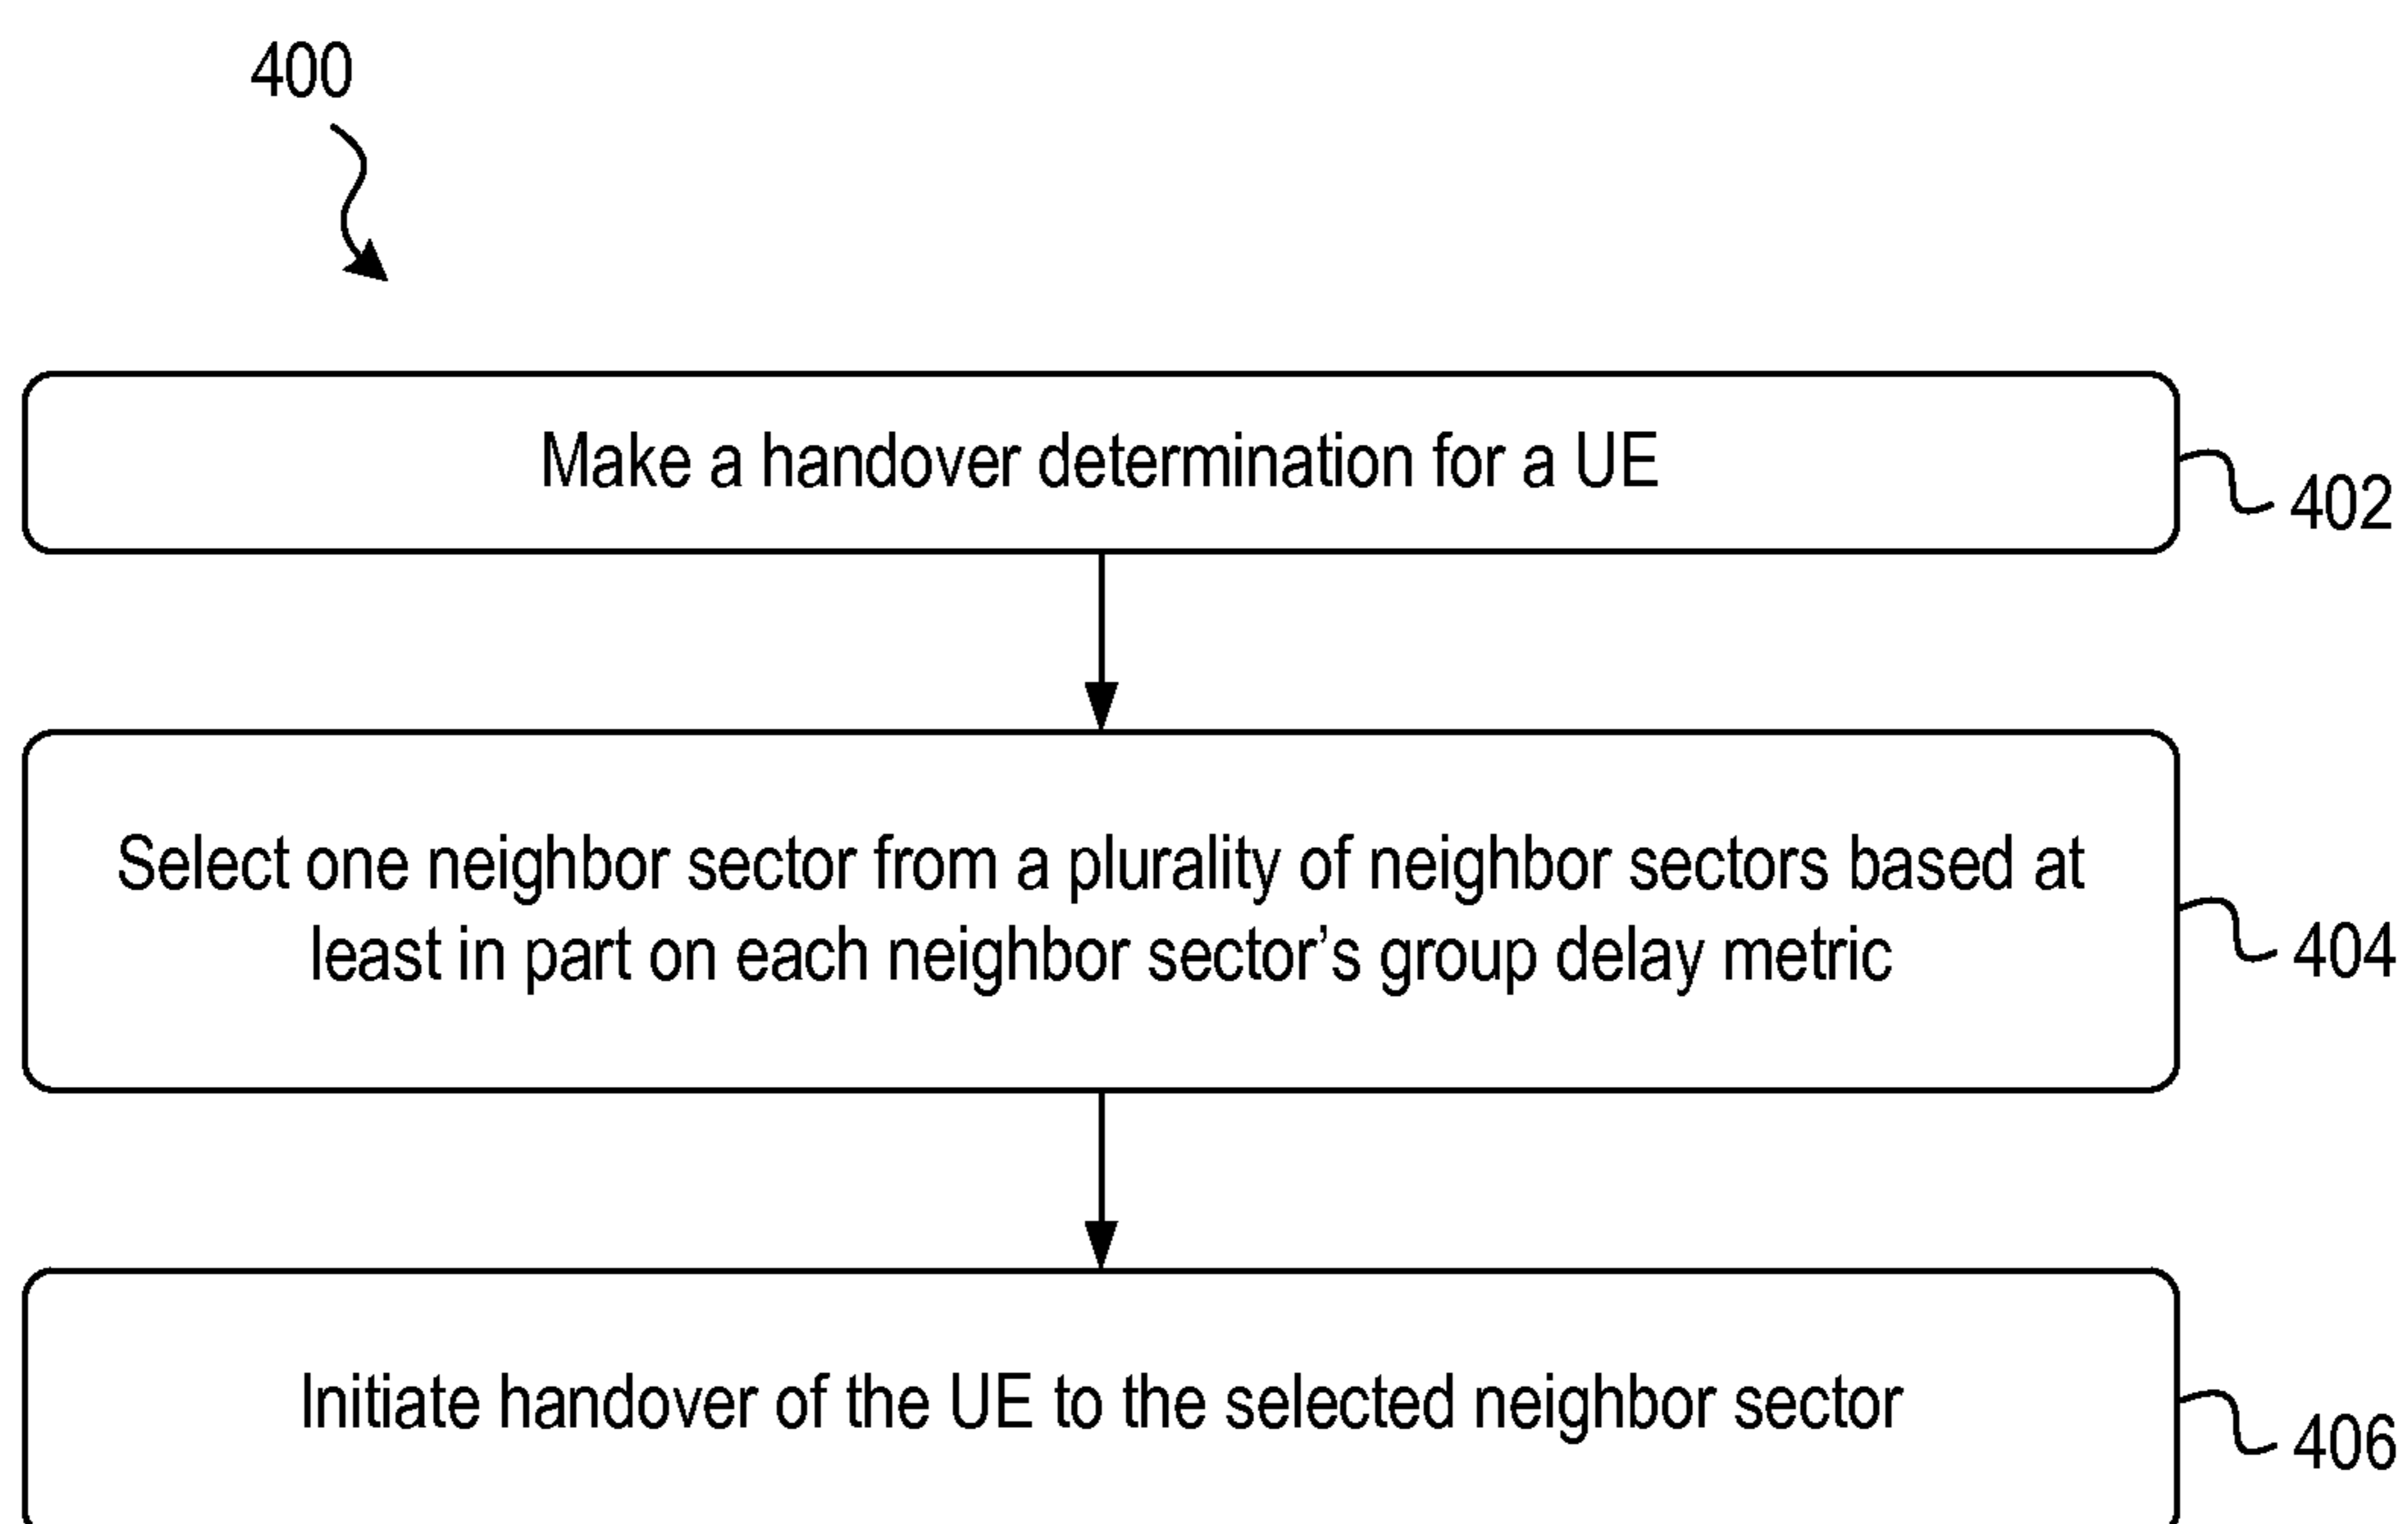 400
Make a handover determination for a UE
402
Select one neighbor sector from a plurality of neighbor sectors based at
least in part on each neighbor sector’s group delay metric
404
Initiate handover of the UE to the selected neighbor sector
406